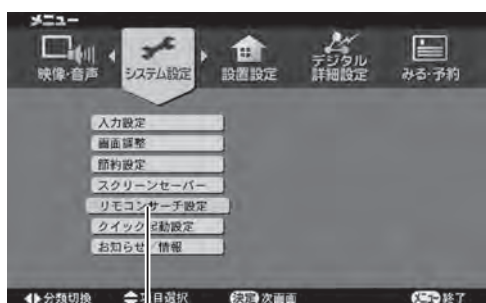 メニュー
映像・音声 システム設定 設置設定 デジタル詳細設定 みる・予約
入力設定
画面調整
節約設定
スクリーンセーバー
リモコンサーチ設定
クイック起動設定
お知らせ/情報
分類切換 項目選択 決定 次画面 メニュー 終了